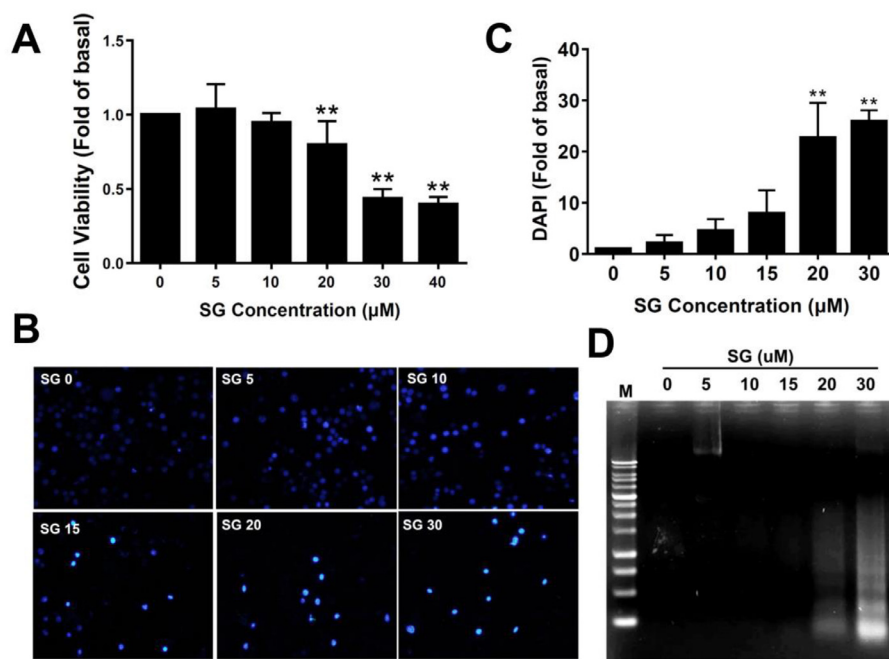 A
Cell Viability (Fold of basal)
1.5
1.0
0.5
0.0
**
**
**
0 5 10 20 30 40
SG Concentration (µM)
C
DAPI (Fold of basal)
40
30
20
10
0
**
**
0 5 10 15 20 30
SG Concentration (µM)
B
SG 0
SG 5
SG 10
SG 15
SG 20
SG 30
D
SG (uM)
M 0 5 10 15 20 30